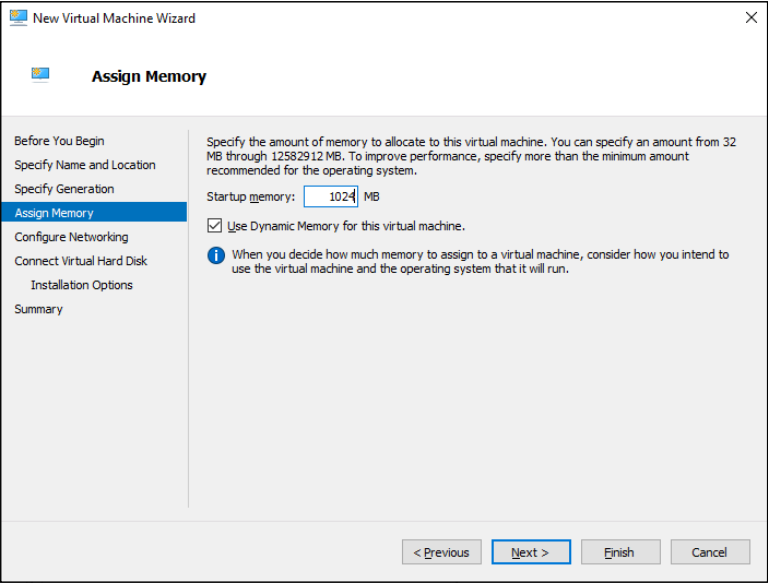 New Virtual Machine Wizard
Assign Memory
Before You Begin
Specify Name and Location
Specify Generation
Assign Memory
Configure Networking
Connect Virtual Hard Disk
Installation Options
Summary
Specify the amount of memory to allocate to this virtual machine. You can specify an amount from 32
MB through 12582912 MB. To improve performance, specify more than the minimum amount
recommended for the operating system.
Startup memory: 1024 MB
Use Dynamic Memory for this virtual machine.
When you decide how much memory to assign to a virtual machine, consider how you intend to
use the virtual machine and the operating system that it will run.
< Previous Next > Finish Cancel